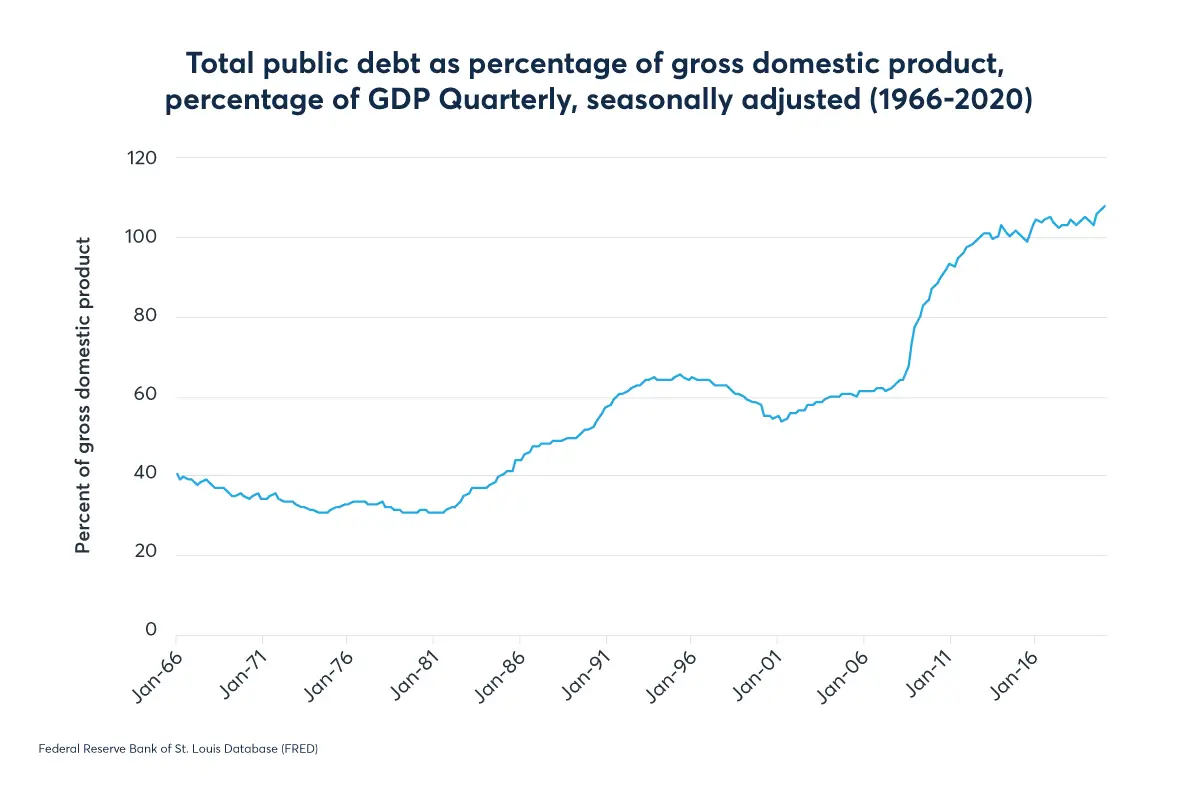 Total public debt as percentage of gross domestic product,
percentage of GDP Quarterly, seasonally adjusted (1966-2020)
Percent of gross domestic product
120
100
80
60
40
20
0
Jan-66
Jan-71
Jan-76
Jan-81
Jan-86
Jan-91
Jan-96
Jan-01
Jan-06
Jan-11
Jan-16
Federal Reserve Bank of St. Louis Database (FRED)